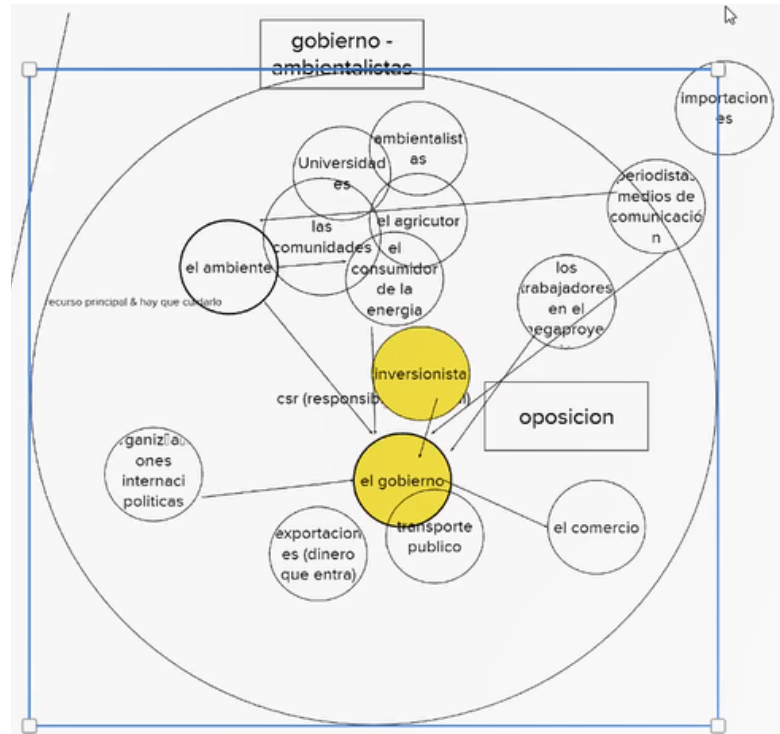 gobierno -
ambientalistas
importacion
es
ambientalist
as
Universidad
es
periodistas
medios de
comunicació
n
las
comunidades
el agricutor
el ambiente
el
consumidor
de la
energia
los
trabajadores
en el
recurso principal & hay que cuidarlo
inversionista
csr (responsib
oposicion
ones
internaci
politicas
el gobierno
exportacion
es (dinero
que entra)
transporte
publico
el comercio